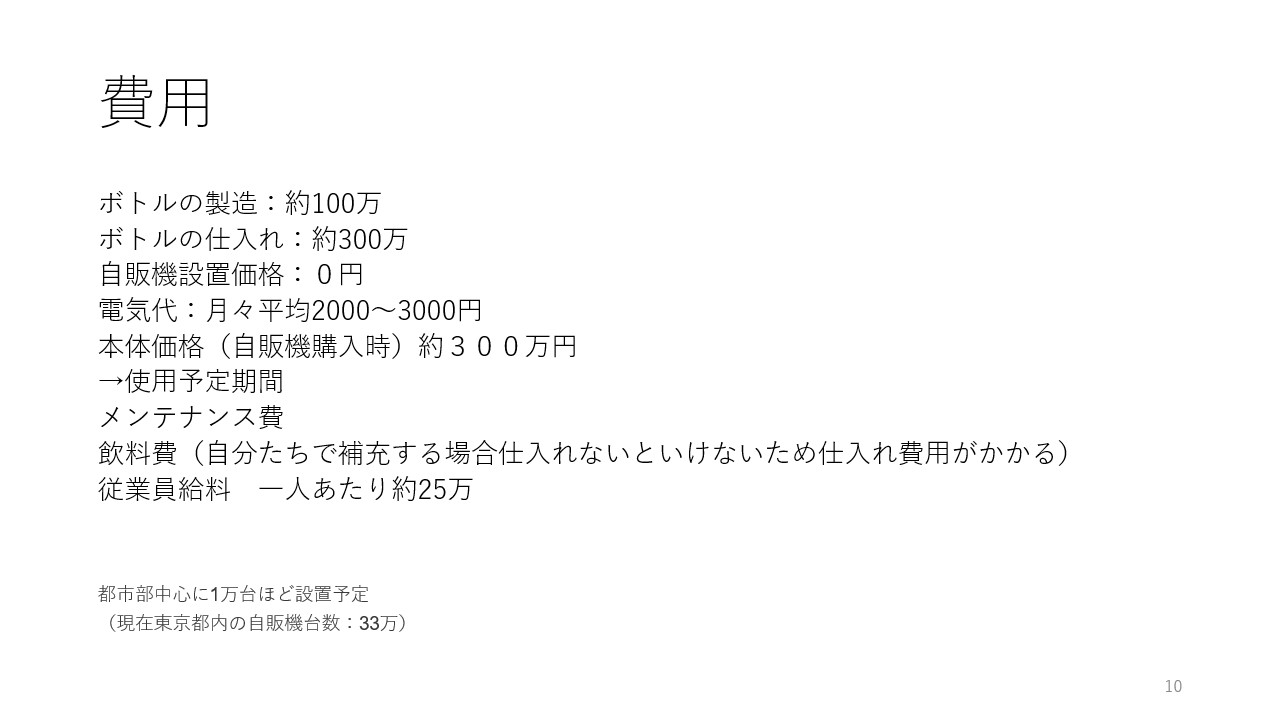 費用
ボトルの製造：約100万
ボトルの仕入れ：約300万
自販機設置価格：０円
電気代：月々平均2000～3000円
本体価格（自販機購入時）約３００万円
→使用予定期間
メンテナンス費
飲料費（自分たちで補充する場合仕入れないといけないため仕入れ費用がかかる）
従業員給料　一人あたり約25万
都市部中心に1万台ほど設置予定
（現在東京都内の自販機台数：33万）
10